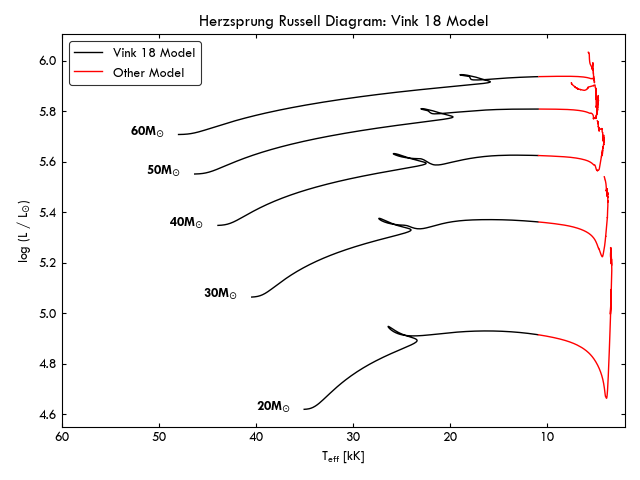 Herzsprung Russell Diagram: Vink 18 Model
Vink 18 Model
Other Model
6.0
5.8
5.6
5.4
5.2
5.0
4.8
4.6
log (L / L☉)
60M☉
50M☉
40M☉
30M☉
20M☉
60
50
40
30
20
10
Teff [kK]